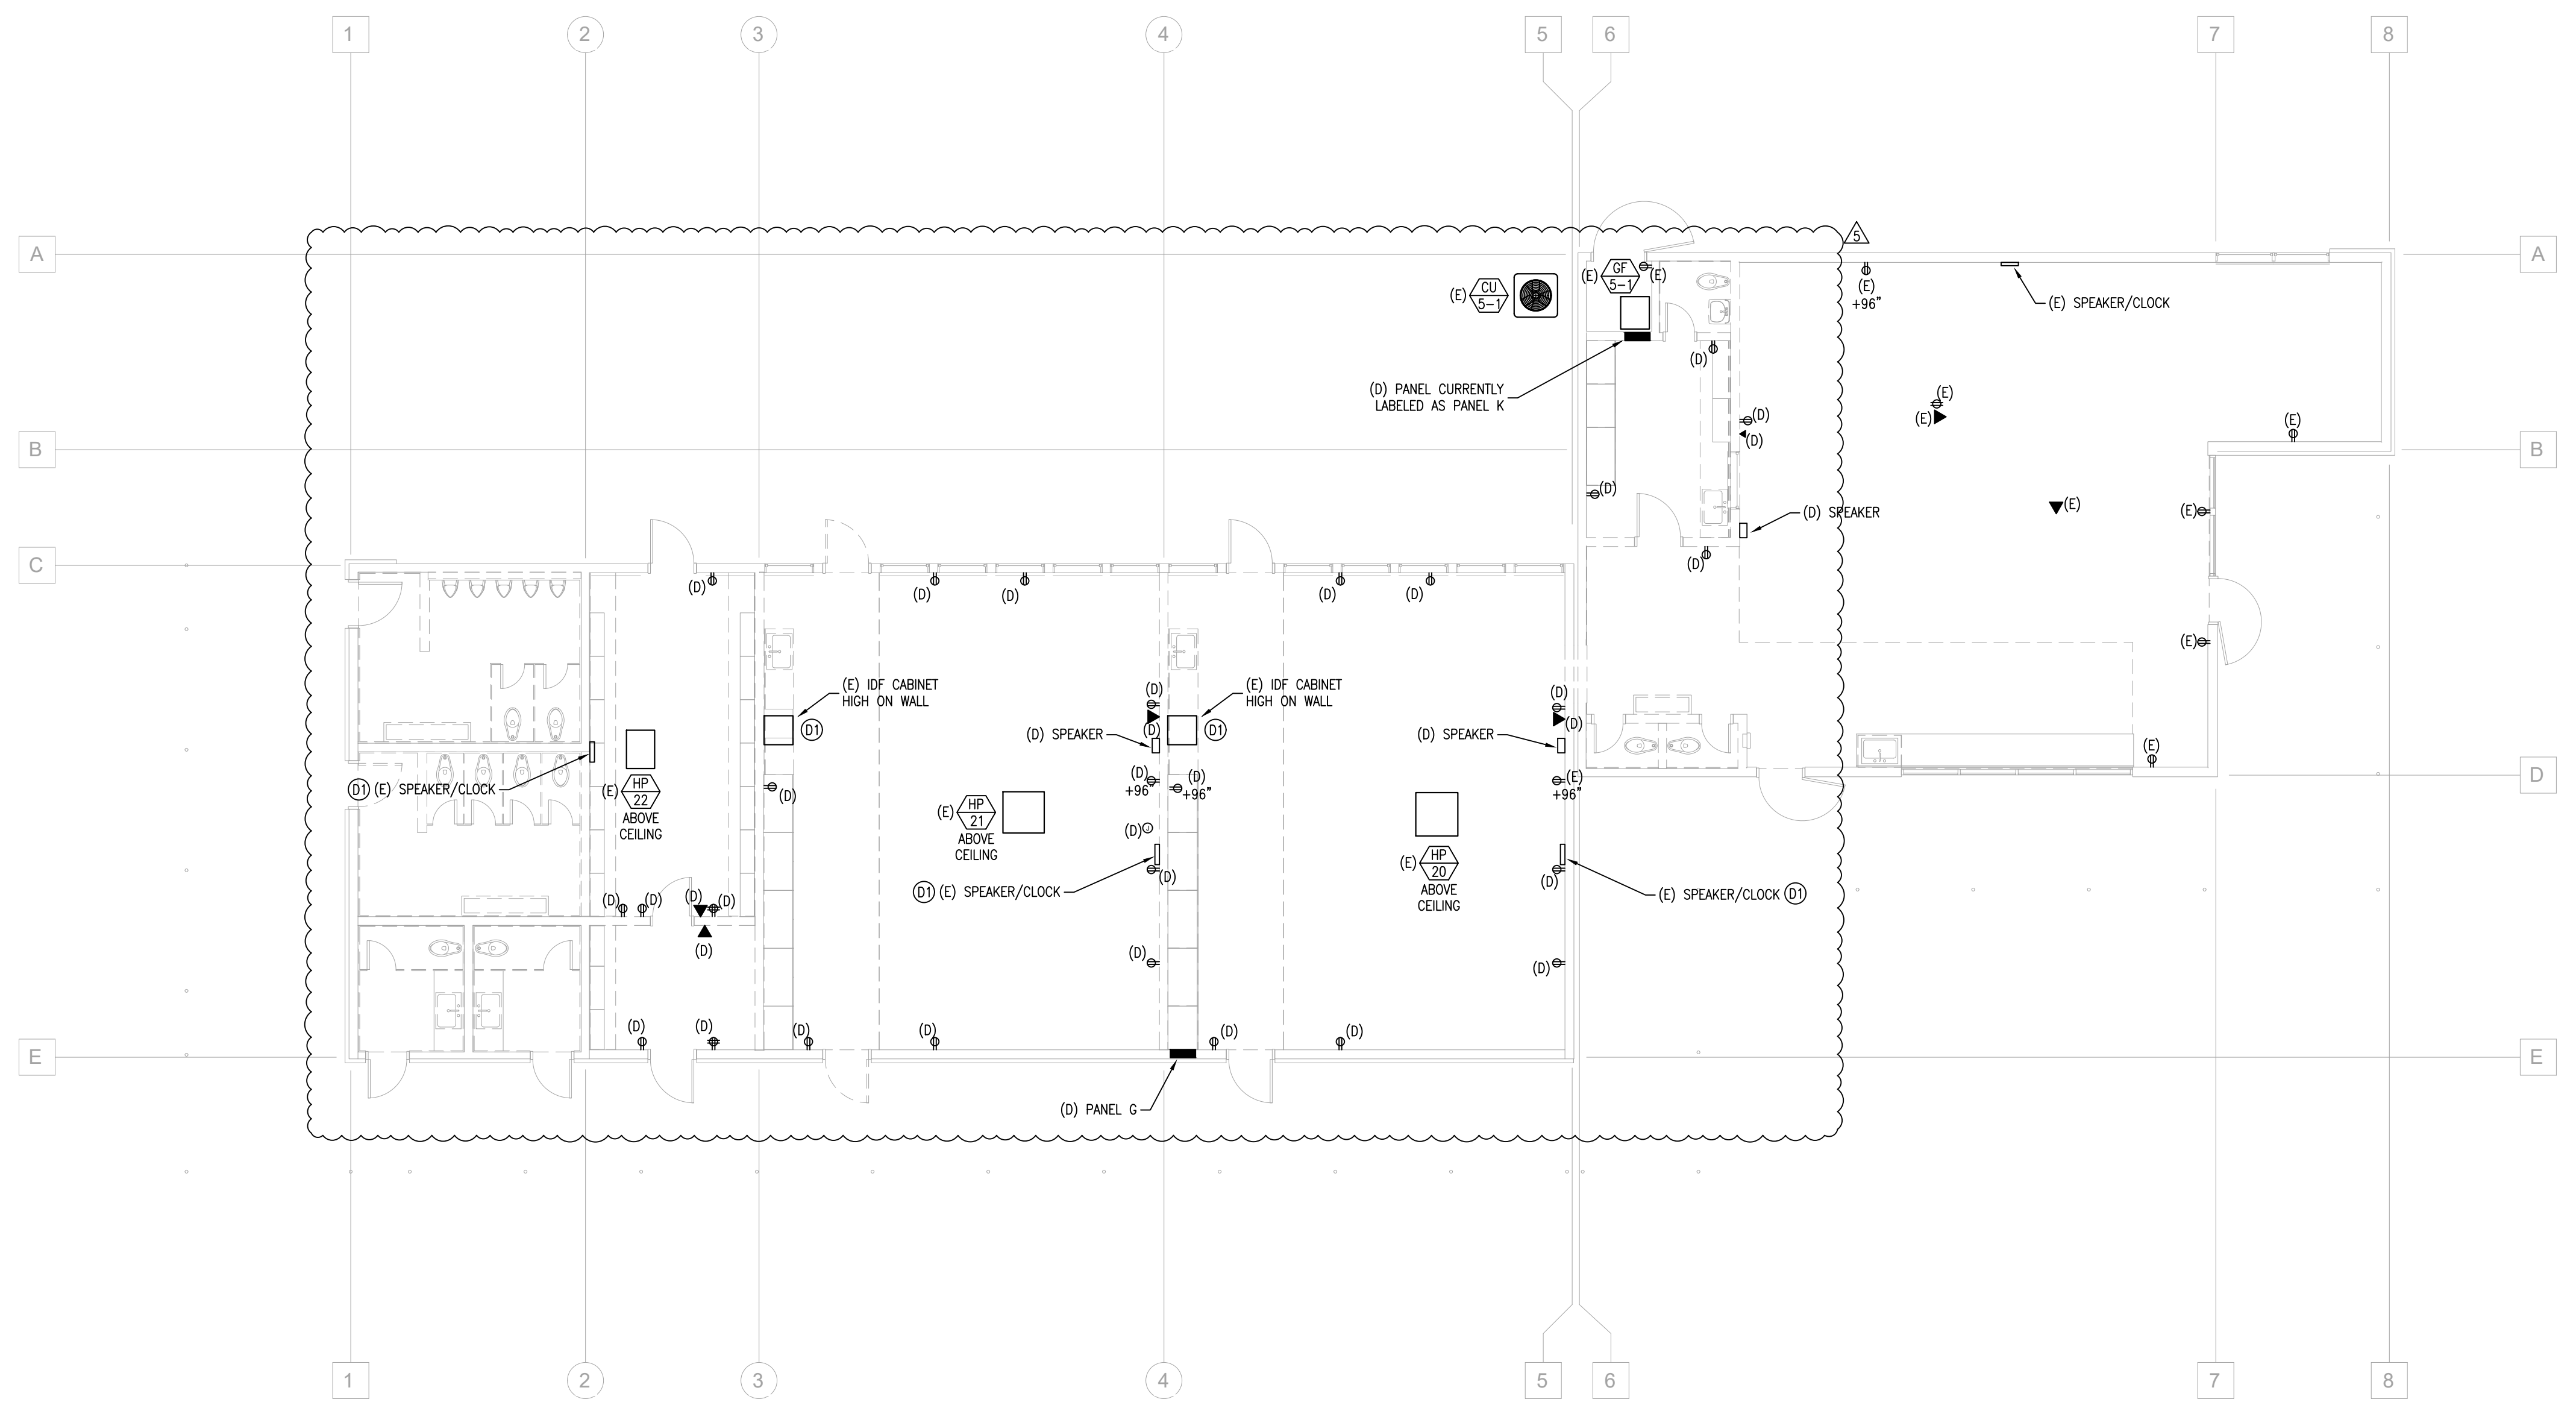 1 2 3 4 5 6 7 8
A A
5
(E) CU 5-1
(E) GF 5-1 (E)
(E)
+96"
(E) SPEAKER/CLOCK
(D)
(D) PANEL CURRENTLY
LABELED AS PANEL K
(E)
(E)
(D)
(D)
(E)
B B
(D)
(E)
(E)
(D) SPEAKER
(D)
C
(D)
(D)
(D)
(D)
(D)
(E)
(E) IDF CABINET
HIGH ON WALL
D1
(E) IDF CABINET
HIGH ON WALL
D1
(D)
(D)
(D)
(D)
(D) SPEAKER
(D) SPEAKER
(E)
D
D1 (E) SPEAKER/CLOCK
(E) HP 22
ABOVE
CEILING
(D)
(D)
+96"
(D)
+96"
(E)
+96"
(E) HP 21
ABOVE
CEILING
(D) J
(D)
(D)
(E) HP 20
ABOVE
CEILING
D1 (E) SPEAKER/CLOCK
(E) SPEAKER/CLOCK D1
(D)
(D)
(D)
(D)
(D)
(D)
(D)
(D)
(D)
(D)
(D)
(D)
(D)
E E
(D) PANEL G
1 2 3 4 5 6 7 8